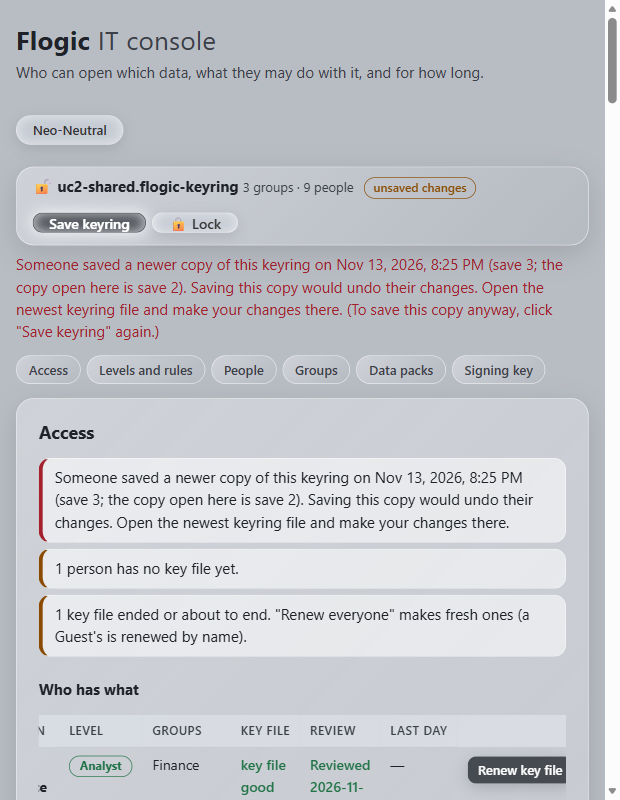 Flogic IT console
Who can open which data, what they may do with it, and for how long.
Neo-Neutral
uc2-shared.flogic-keyring 3 groups · 9 people unsaved changes
Save keyring Lock
Someone saved a newer copy of this keyring on Nov 13, 2026, 8:25 PM (save 3; the
copy open here is save 2). Saving this copy would undo their changes. Open the
newest keyring file and make your changes there. (To save this copy anyway, click
"Save keyring" again.)
Access Levels and rules People Groups Data packs Signing key
Access
Someone saved a newer copy of this keyring on Nov 13, 2026, 8:25 PM
(save 3; the copy open here is save 2). Saving this copy would undo their
changes. Open the newest keyring file and make your changes there.
1 person has no key file yet.
1 key file ended or about to end. "Renew everyone" makes fresh ones (a
Guest's is renewed by name).
Who has what
LEVEL GROUPS KEY FILE REVIEW LAST DAY
Analyst Finance key file Reviewed — Renew key file
good 2026-11-